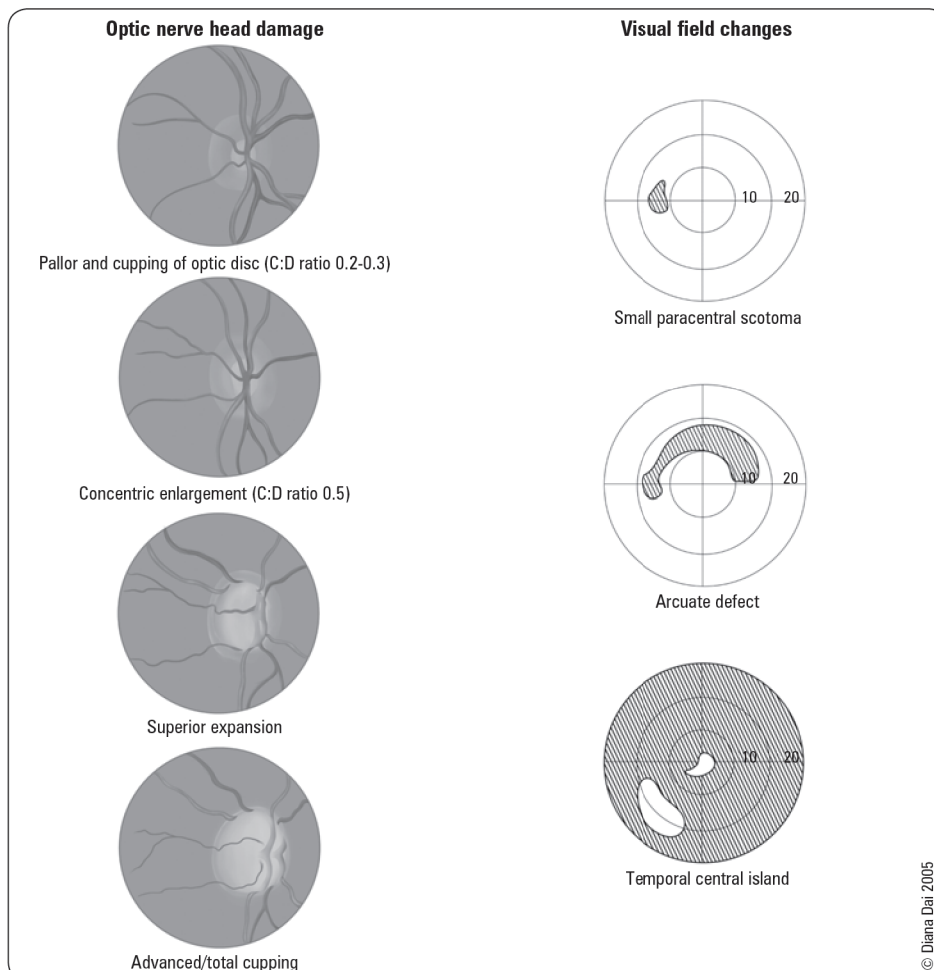 Optic nerve head damage
Pallor and cupping of optic disc (C:D ratio 0.2-0.3)
Concentric enlargement (C:D ratio 0.5)
Superior expansion
Advanced/total cupping
Visual field changes
10 20
Small paracentral scotoma
10 20
Arcuate defect
10 20
Temporal central island
© Diana Dai 2005